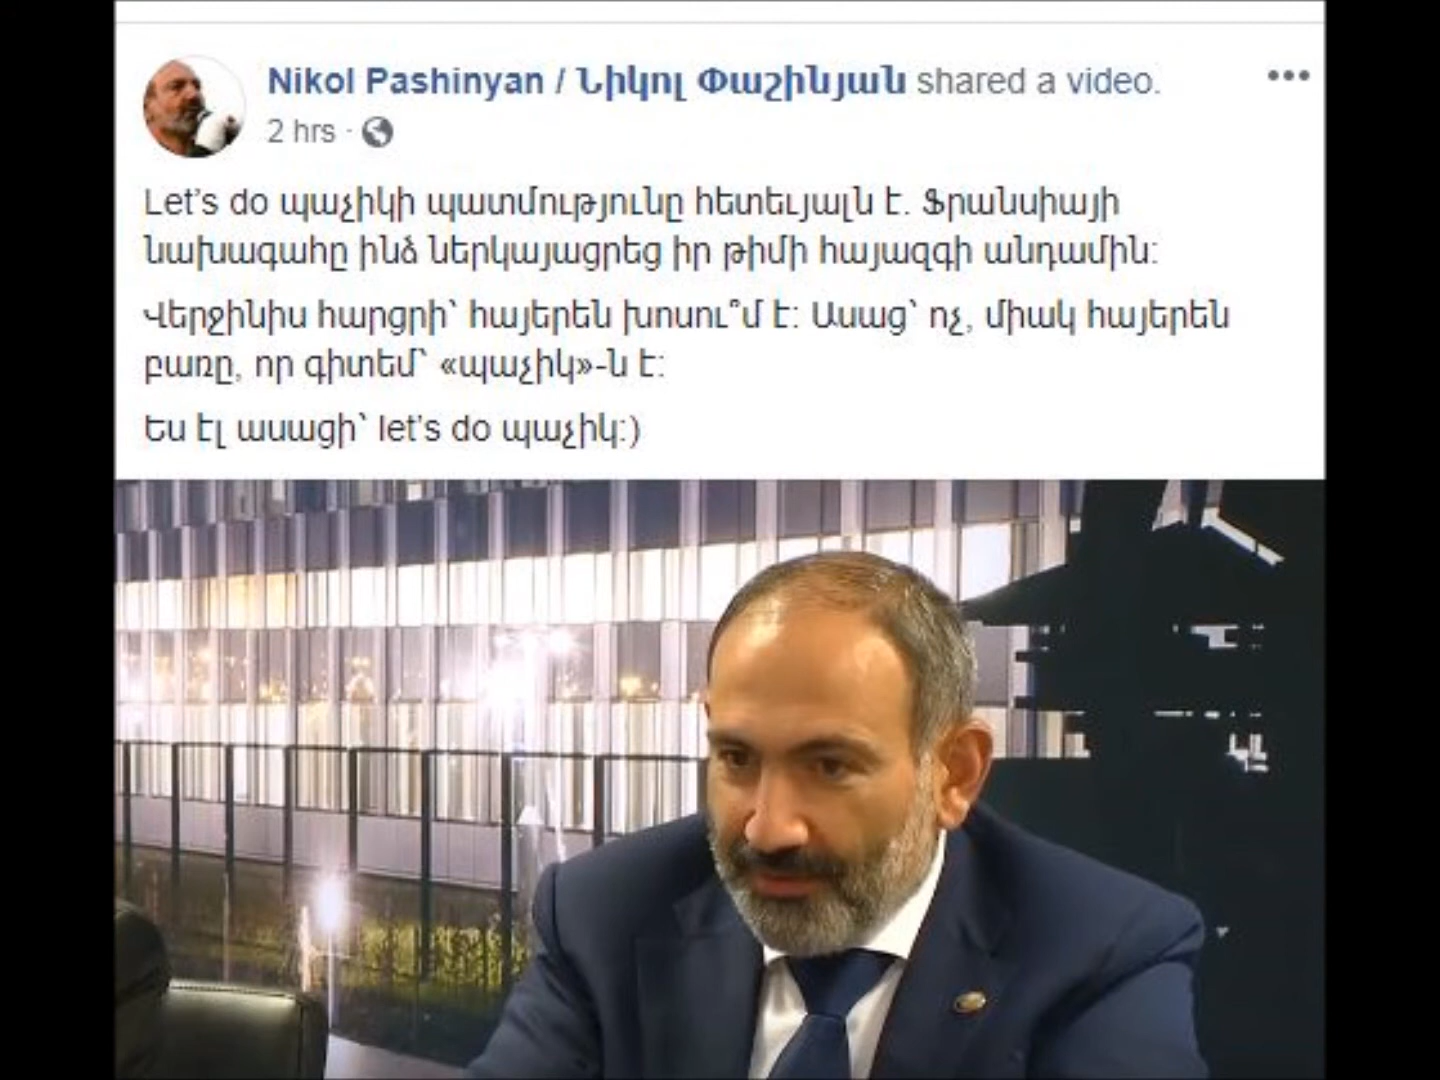 Nikol Pashinyan / Նիկոլ Փաշինյան shared a video.
2 hrs ·
Let's do պաչիկի պատմությունը հետեւյալն է. Ֆրանսիայի
նախագահը ինձ ներկայացրեց իր թիմի հայազգի անդամին:
Վերջինիս հարցրի՝ հայերեն խոսու՞մ է: Ասաց՝ ոչ, միակ հայերեն
բառը, որ գիտեմ՝ «պաչիկ»-ն է:
Ես էլ ասացի՝ let's do պաչիկ:)